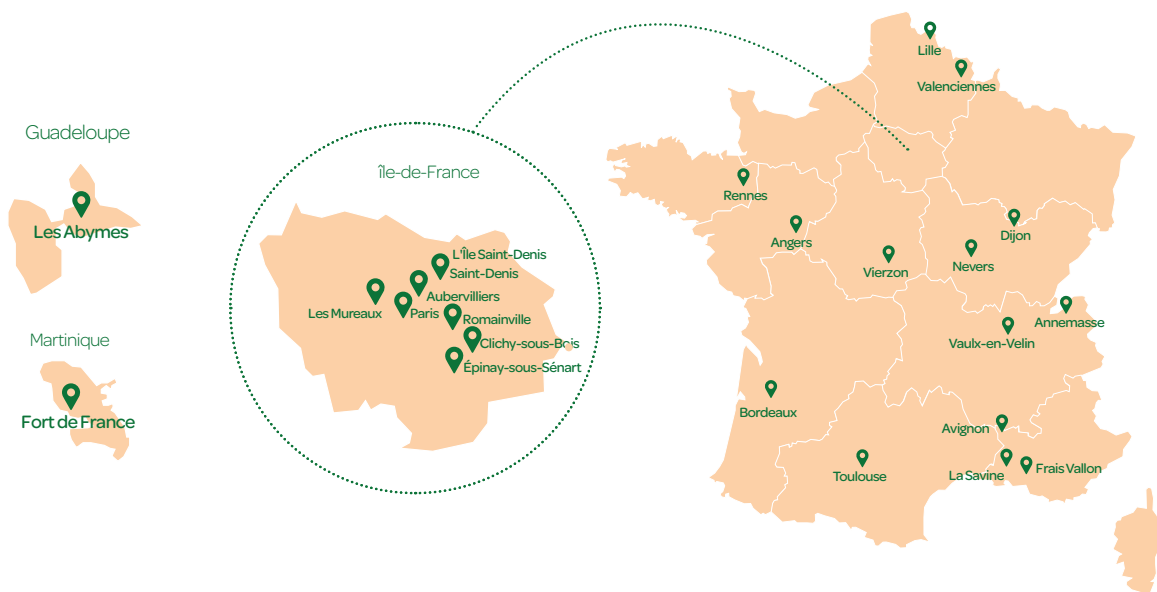 Guadeloupe
Les Abymes
Martinique
Fort de France
île-de-France
L'Île Saint-Denis
Saint-Denis
Aubervilliers
Les Mureaux
Paris
Romainville
Clichy-sous-Bois
Épinay-sous-Sénart
Lille
Valenciennes
Rennes
Angers
Vierzon
Dijon
Nevers
Annemasse
Vaulx-en-Velin
Bordeaux
Avignon
Toulouse
La Savine
Frais Vallon